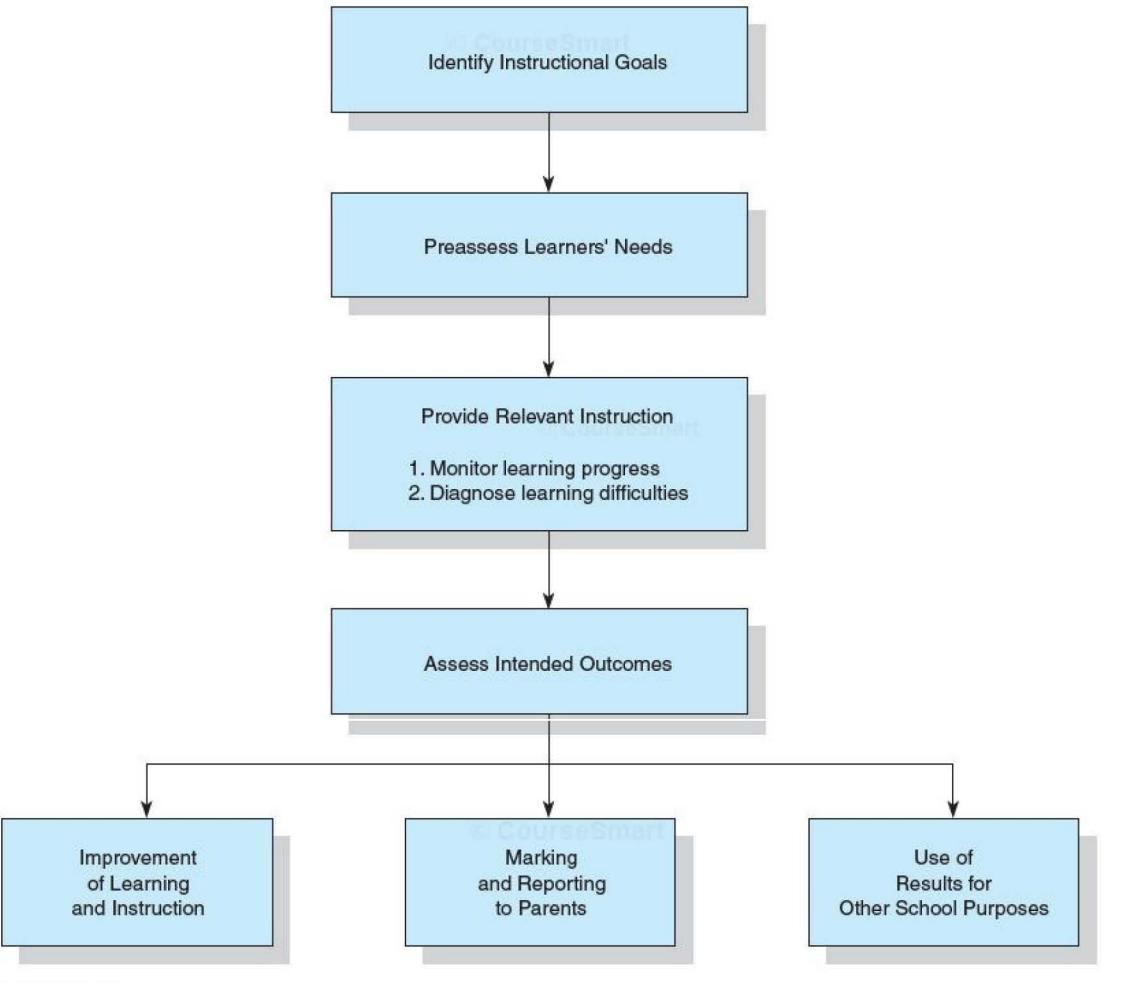 © CourseSmart
Identify Instructional Goals
Preassess Learners' Needs
Provide Relevant Instruction
© CourseSmart
1. Monitor learning progress
2. Diagnose learning difficulties
Assess Intended Outcomes
© CourseSmart
Improvement
of Learning
and Instruction
Marking
and Reporting
to Parents
Use of
Results for
Other School Purposes